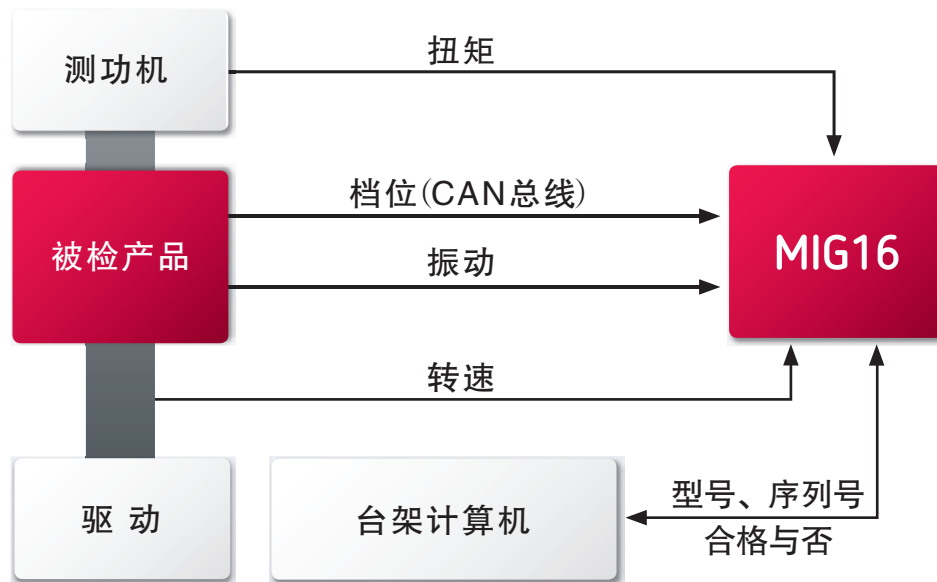 测功机
扭矩
被检产品
档位(CAN总线)
振动
MIG16
转速
驱 动
台架计算机
型号、序列号
合格与否